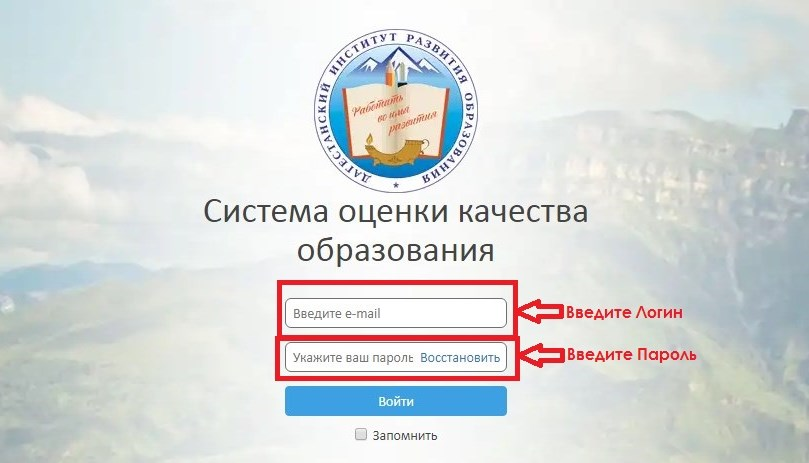 ДАГЕСТАНСКИЙ ИНСТИТУТ РАЗВИТИЯ ОБРАЗОВАНИЯ
Работать
во имя
развития
Система оценки качества
образования
Введите e-mail
Введите Логин
Укажите ваш пароль Восстановить
Введите Пароль
Войти
Запомнить